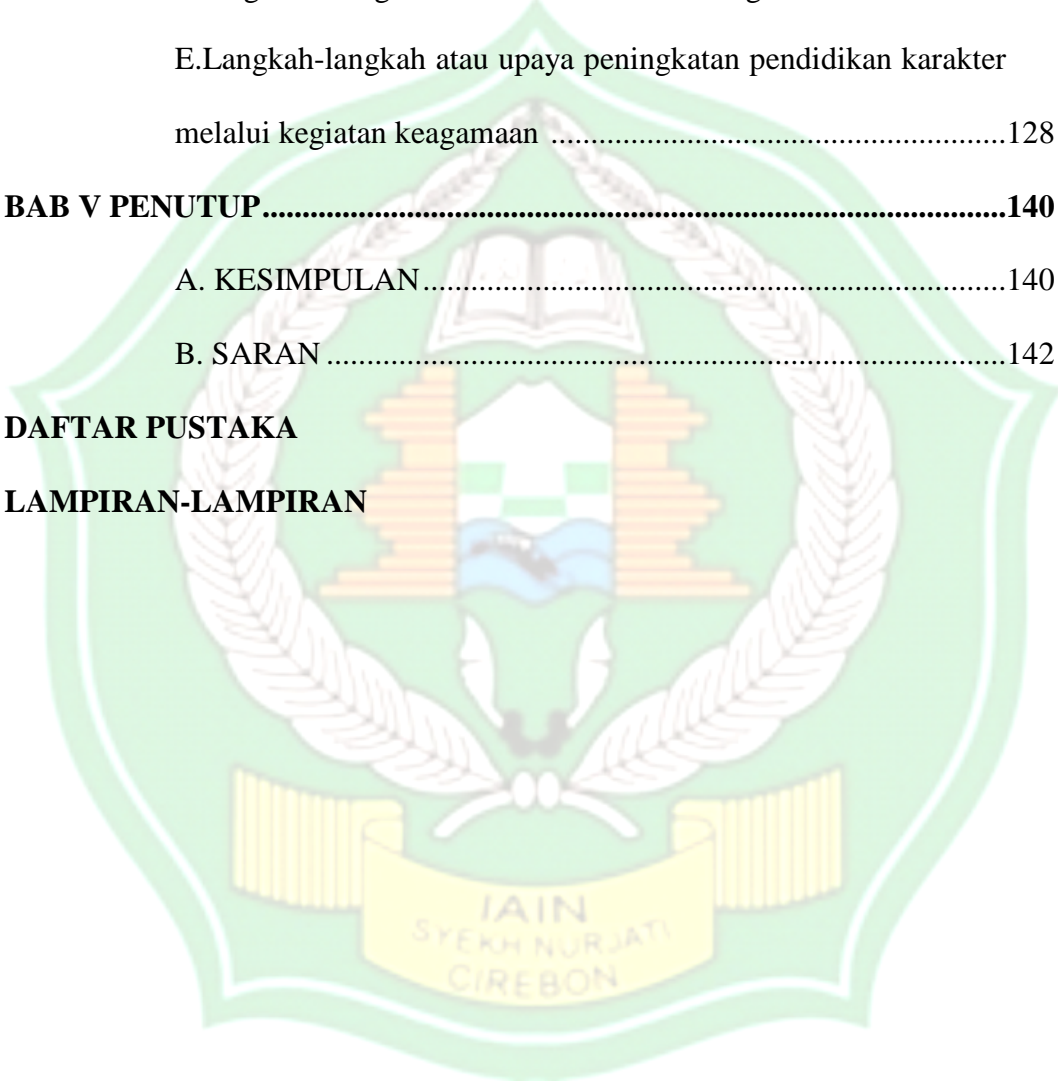 E.Langkah-langkah atau upaya peningkatan pendidikan karakter
melalui kegiatan keagamaan ........................................................128
BAB V PENUTUP.............................................................................................140
A. KESIMPULAN........................................................................140
B. SARAN....................................................................................142
DAFTAR PUSTAKA
LAMPIRAN-LAMPIRAN
IAIN
SYEKH NURJATI
CIREBON